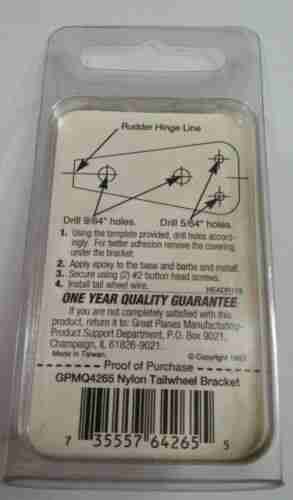 Rudder Hinge Line
Drill 9/64" holes. Drill 5/64" holes.
1. Using the template provided, drill holes accord-
ingly. For better adhesion remove the covering
under the bracket.
2. Apply epoxy to the base and barbs and install.
3. Secure using (2) #2 button head screws.
4. Install tail wheel wire.
ONE YEAR QUALITY GUARANTEE
If you are not completely satisfied with this
product, return it to: Great Planes Manufacturing-
Product Support Department, P.O. Box 9021,
Champaign, IL 61826-9021.
Made in Taiwan. © Copyright
Proof of Purchase
GPMQ4265 Nylon Tailwheel Bracket
7 35557 64265 5